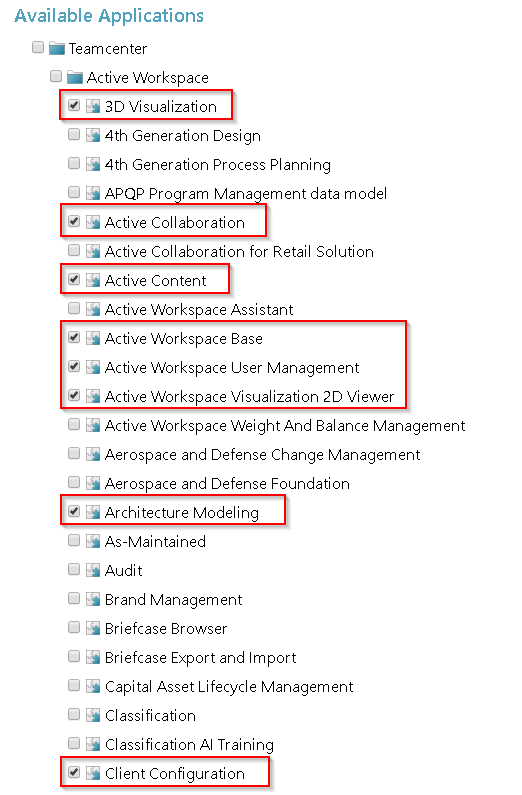 Available Applications
Teamcenter
Active Workspace
3D Visualization
4th Generation Design
4th Generation Process Planning
APQP Program Management data model
Active Collaboration
Active Collaboration for Retail Solution
Active Content
Active Workspace Assistant
Active Workspace Base
Active Workspace User Management
Active Workspace Visualization 2D Viewer
Active Workspace Weight And Balance Management
Aerospace and Defense Change Management
Aerospace and Defense Foundation
Architecture Modeling
As-Maintained
Audit
Brand Management
Briefcase Browser
Briefcase Export and Import
Capital Asset Lifecycle Management
Classification
Classification AI Training
Client Configuration